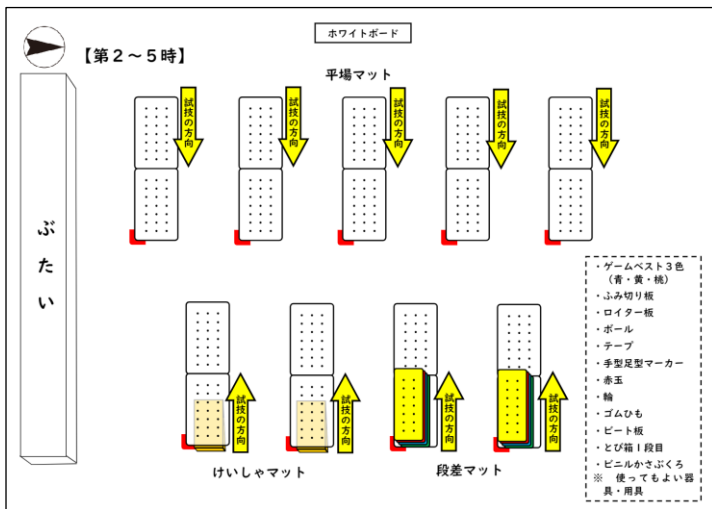 ホワイトボード
【第２～５時】
平場マット
試技の方向
試技の方向
試技の方向
試技の方向
試技の方向
ぶたい
・ゲームベスト３色
（青・黄・桃）
・ふみ切り板
・ロイター板
・ボール
・テープ
・手型足型マーカー
・赤玉
・輪
・ゴムひも
・ビート板
・とび箱１段目
・ビニルかさぶくろ
※　使ってもよい器
具・用具
試技の方向
試技の方向
試技の方向
試技の方向
けいしゃマット
段差マット